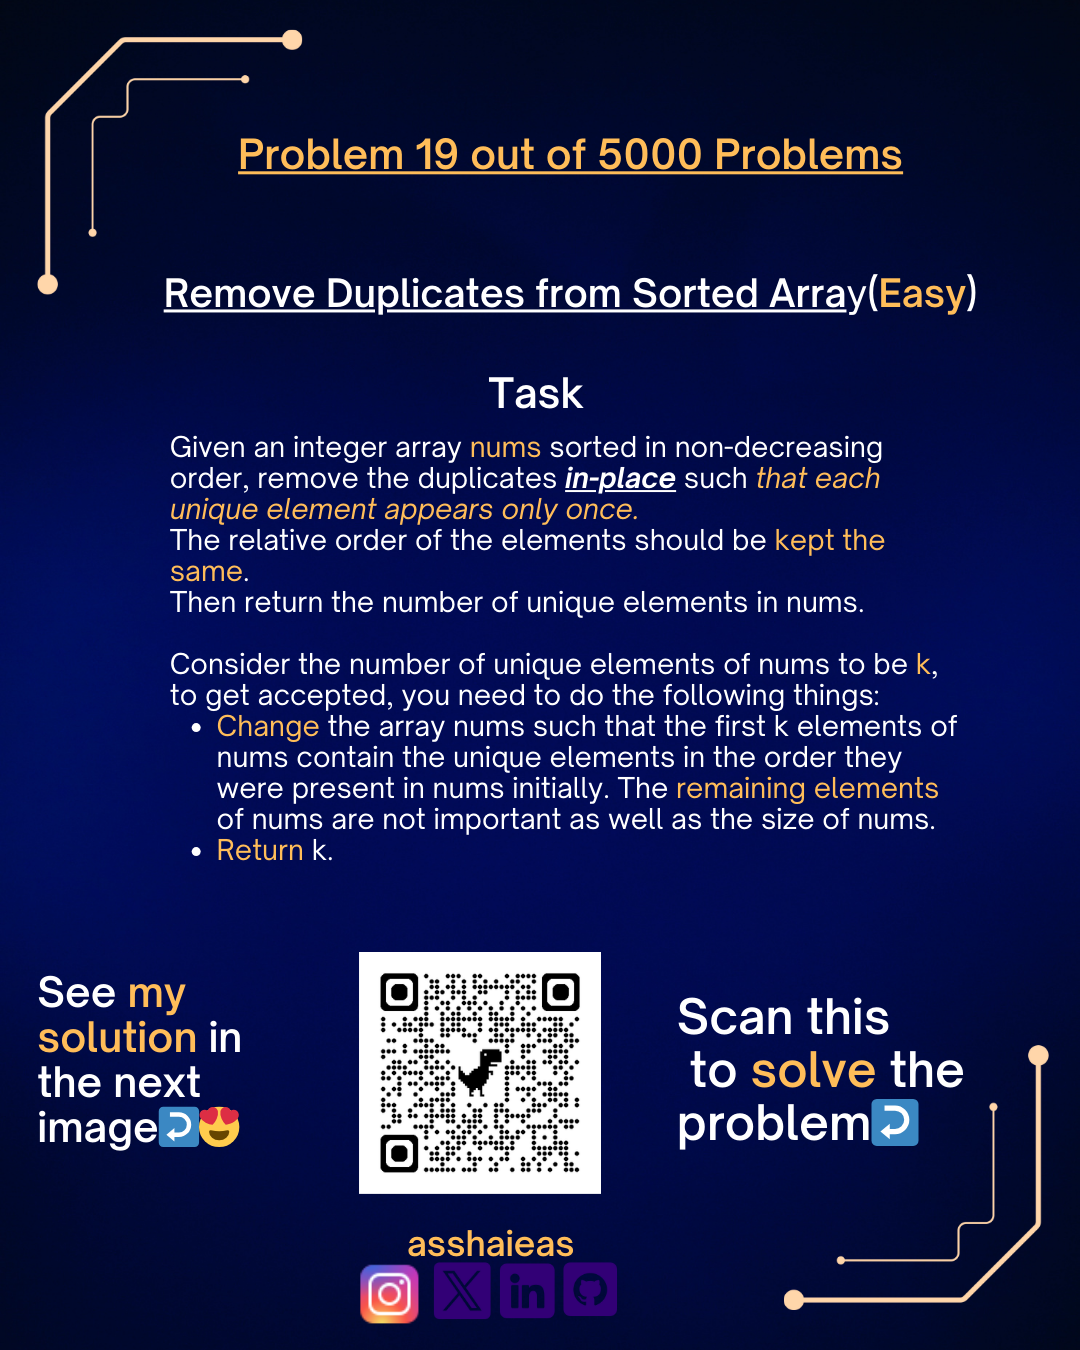 Problem 19 out of 5000 Problems
Remove Duplicates from Sorted Array(Easy)
Task
Given an integer array nums sorted in non-decreasing
order, remove the duplicates in-place such that each
unique element appears only once.
The relative order of the elements should be kept the
same.
Then return the number of unique elements in nums.
Consider the number of unique elements of nums to be k,
to get accepted, you need to do the following things:
• Change the array nums such that the first k elements of
nums contain the unique elements in the order they
were present in nums initially. The remaining elements
of nums are not important as well as the size of nums.
• Return k.
See my
solution in
the next
image↩️😍
Scan this
to solve the
problem↩️
asshaieas